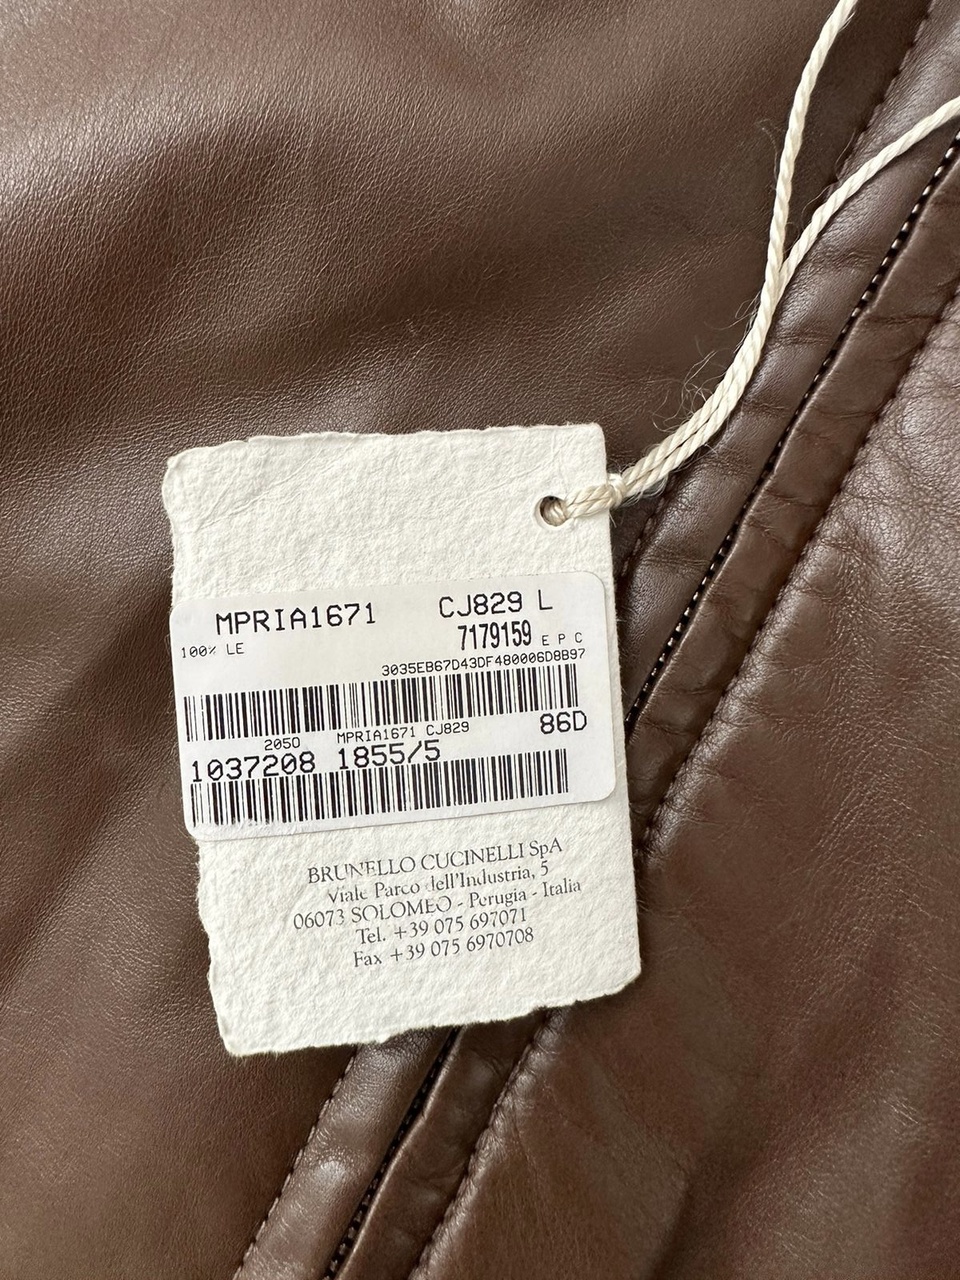 MPRIA1671 CJ829 L
100% LE 7179159 E P C
3035EB67D43DF480006D8B97
2050 MPRIA1671 CJ829 86D
1037208 1855/5
BRUNELLO CUCINELLI SpA
Viale Parco dell'Industria, 5
06073 SOLOMEO - Perugia - Italia
Tel. +39 075 697071
Fax +39 075 6970708